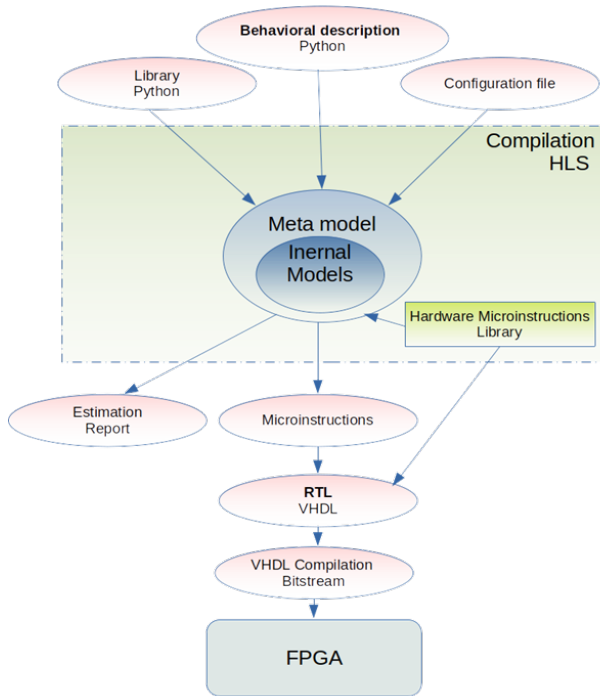 Behavioral description
Python
Library
Python
Configuration file
Compilation
HLS
Meta model
Inernal
Models
Hardware Microinstructions
Library
Estimation
Report
Microinstructions
RTL
VHDL
VHDL Compilation
Bitstream
FPGA